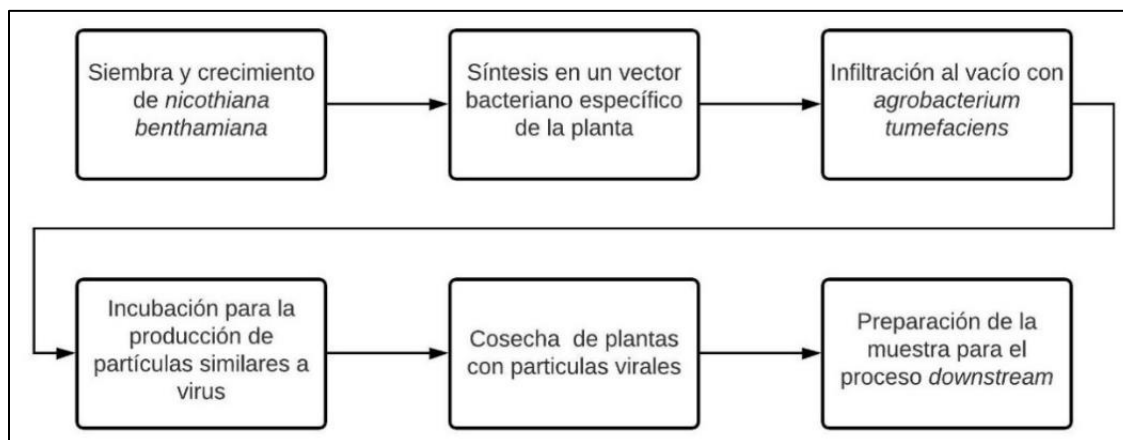 Siembra y crecimiento
de nicothiana
benthamiana
Síntesis en un vector
bacteriano específico
de la planta
Infiltración al vacío con
agrobacterium
tumefaciens
Incubación para la
producción de
partículas similares a
virus
Cosecha de plantas
con particulas virales
Preparación de la
muestra para el
proceso downstream